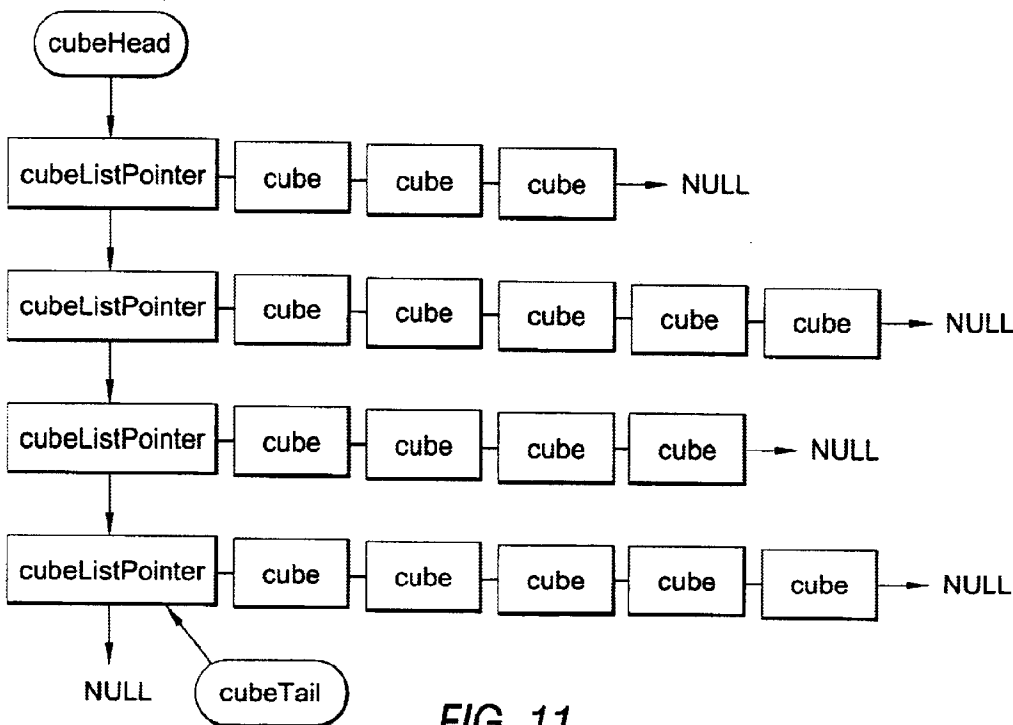 cubeHead
cubeListPointer cube cube cube NULL
cubeListPointer cube cube cube cube cube NULL
cubeListPointer cube cube cube cube NULL
cubeListPointer cube cube cube cube cube NULL
NULL cubeTail
FIG. 11